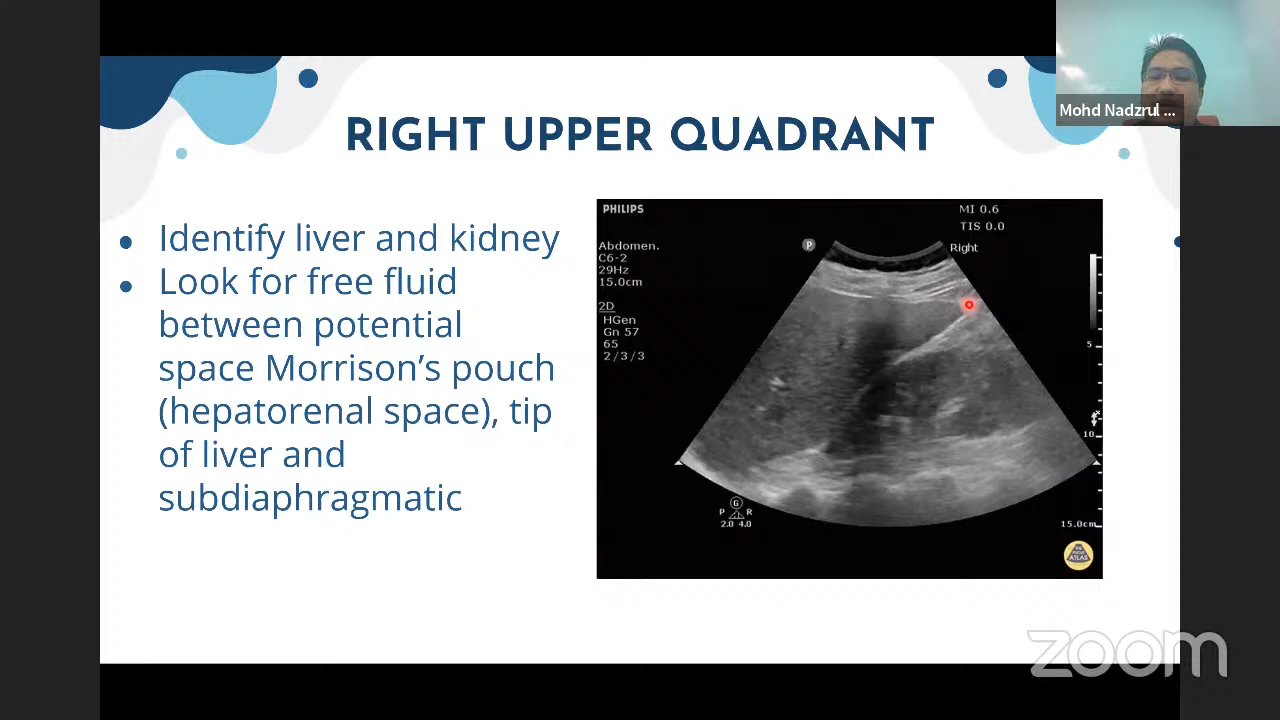 Mohd Nadzrul ...
RIGHT UPPER QUADRANT
● Identify liver and kidney
● Look for free fluid
between potential
space Morrison’s pouch
(hepatorenal space), tip
of liver and
subdiaphragmatic
PHILIPS
MI 0.6
TIS 0.0
Right
P
Abdomen.
C6-2
29Hz
15.0cm
2D
HGen
Gn 57
65
2/3/3
5
10
15.0cm
G
P R
2.0 4.0
ATLAS
zoom